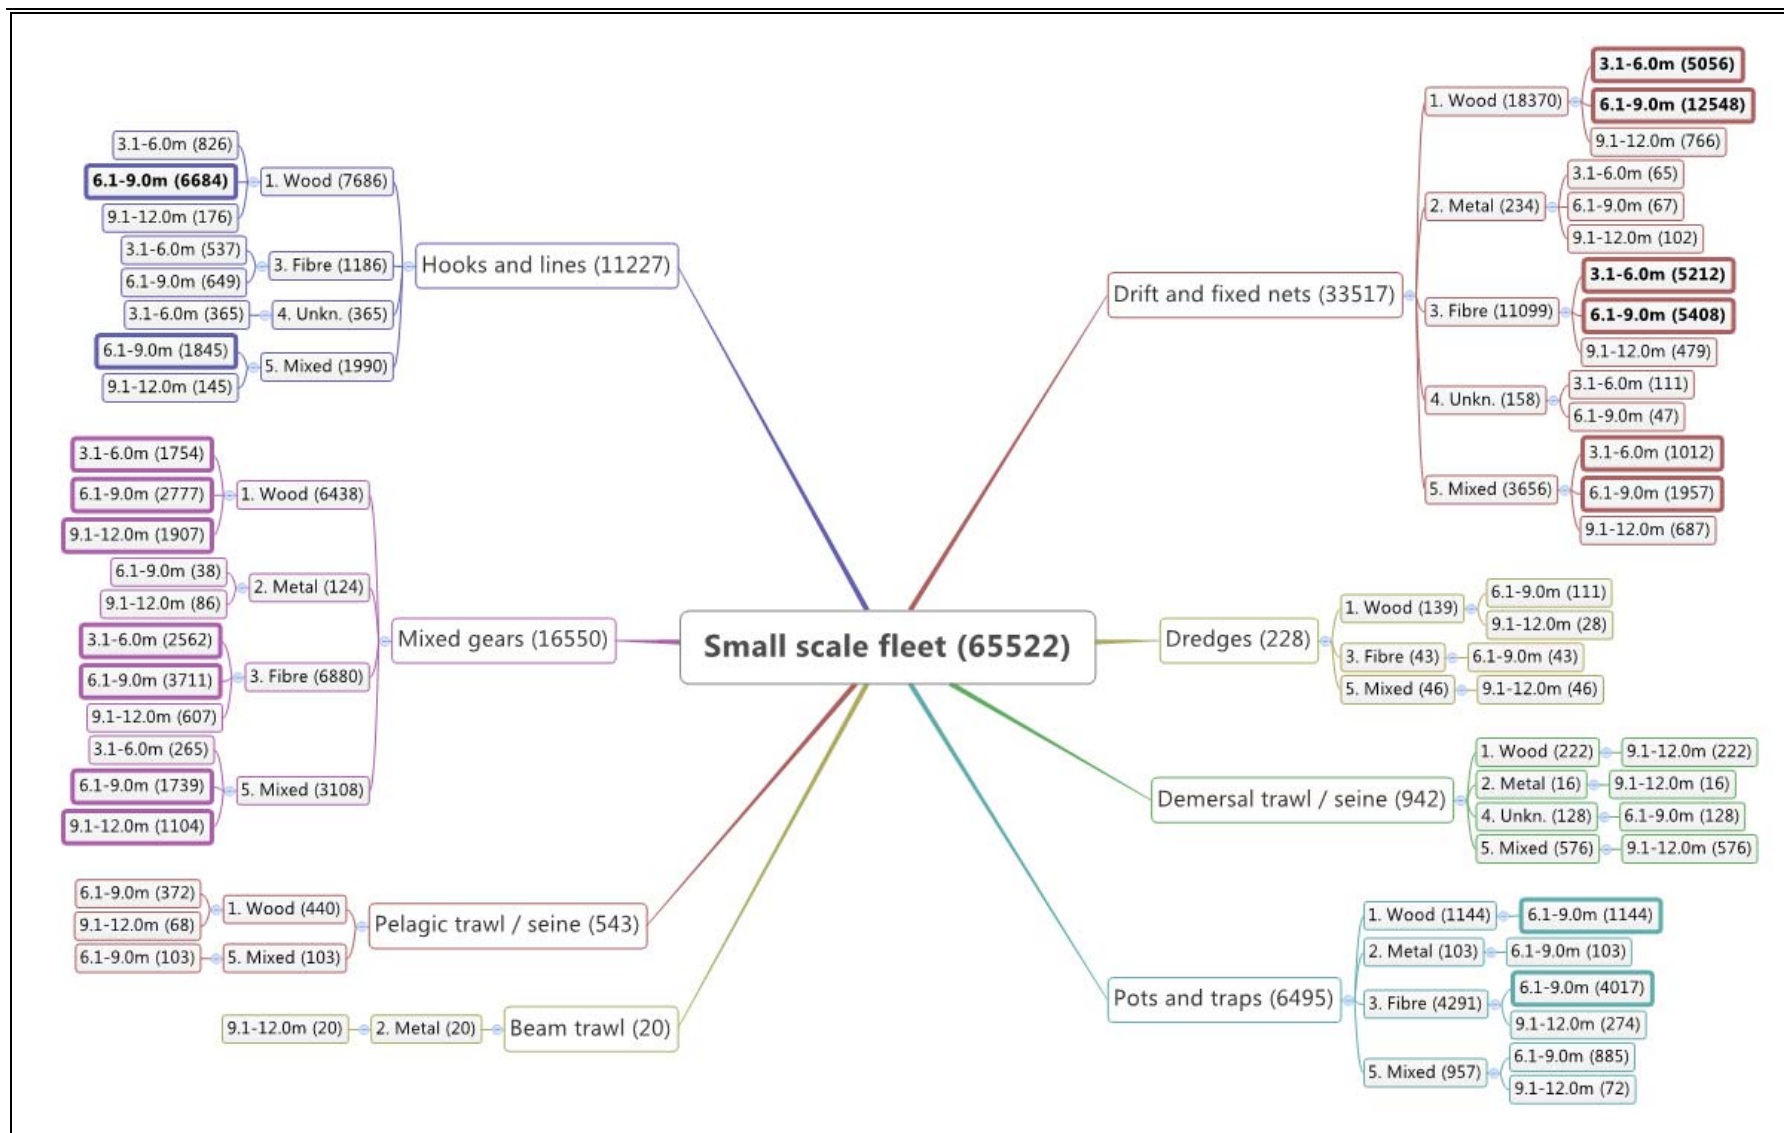 Small scale fleet (65522)
Hooks and lines (11227)
1. Wood (7686)
3.1-6.0m (826)
6.1-9.0m (6684)
9.1-12.0m (176)
3. Fibre (1186)
3.1-6.0m (537)
6.1-9.0m (649)
4. Unkn. (365)
3.1-6.0m (365)
5. Mixed (1990)
6.1-9.0m (1845)
9.1-12.0m (145)
Mixed gears (16550)
1. Wood (6438)
3.1-6.0m (1754)
6.1-9.0m (2777)
9.1-12.0m (1907)
2. Metal (124)
6.1-9.0m (38)
9.1-12.0m (86)
3. Fibre (6880)
3.1-6.0m (2562)
6.1-9.0m (3711)
9.1-12.0m (607)
5. Mixed (3108)
3.1-6.0m (265)
6.1-9.0m (1739)
9.1-12.0m (1104)
Pelagic trawl / seine (543)
1. Wood (440)
6.1-9.0m (372)
9.1-12.0m (68)
5. Mixed (103)
6.1-9.0m (103)
Beam trawl (20)
2. Metal (20)
9.1-12.0m (20)
Drift and fixed nets (33517)
1. Wood (18370)
3.1-6.0m (5056)
6.1-9.0m (12548)
9.1-12.0m (766)
2. Metal (234)
3.1-6.0m (65)
6.1-9.0m (67)
9.1-12.0m (102)
3. Fibre (11099)
3.1-6.0m (5212)
6.1-9.0m (5408)
9.1-12.0m (479)
4. Unkn. (158)
3.1-6.0m (111)
6.1-9.0m (47)
5. Mixed (3656)
3.1-6.0m (1012)
6.1-9.0m (1957)
9.1-12.0m (687)
Dredges (228)
1. Wood (139)
6.1-9.0m (111)
9.1-12.0m (28)
3. Fibre (43)
6.1-9.0m (43)
5. Mixed (46)
9.1-12.0m (46)
Demersal trawl / seine (942)
1. Wood (222)
9.1-12.0m (222)
2. Metal (16)
9.1-12.0m (16)
4. Unkn. (128)
6.1-9.0m (128)
5. Mixed (576)
9.1-12.0m (576)
Pots and traps (6495)
1. Wood (1144)
6.1-9.0m (1144)
2. Metal (103)
6.1-9.0m (103)
3. Fibre (4291)
6.1-9.0m (4017)
9.1-12.0m (274)
5. Mixed (957)
6.1-9.0m (885)
9.1-12.0m (72)